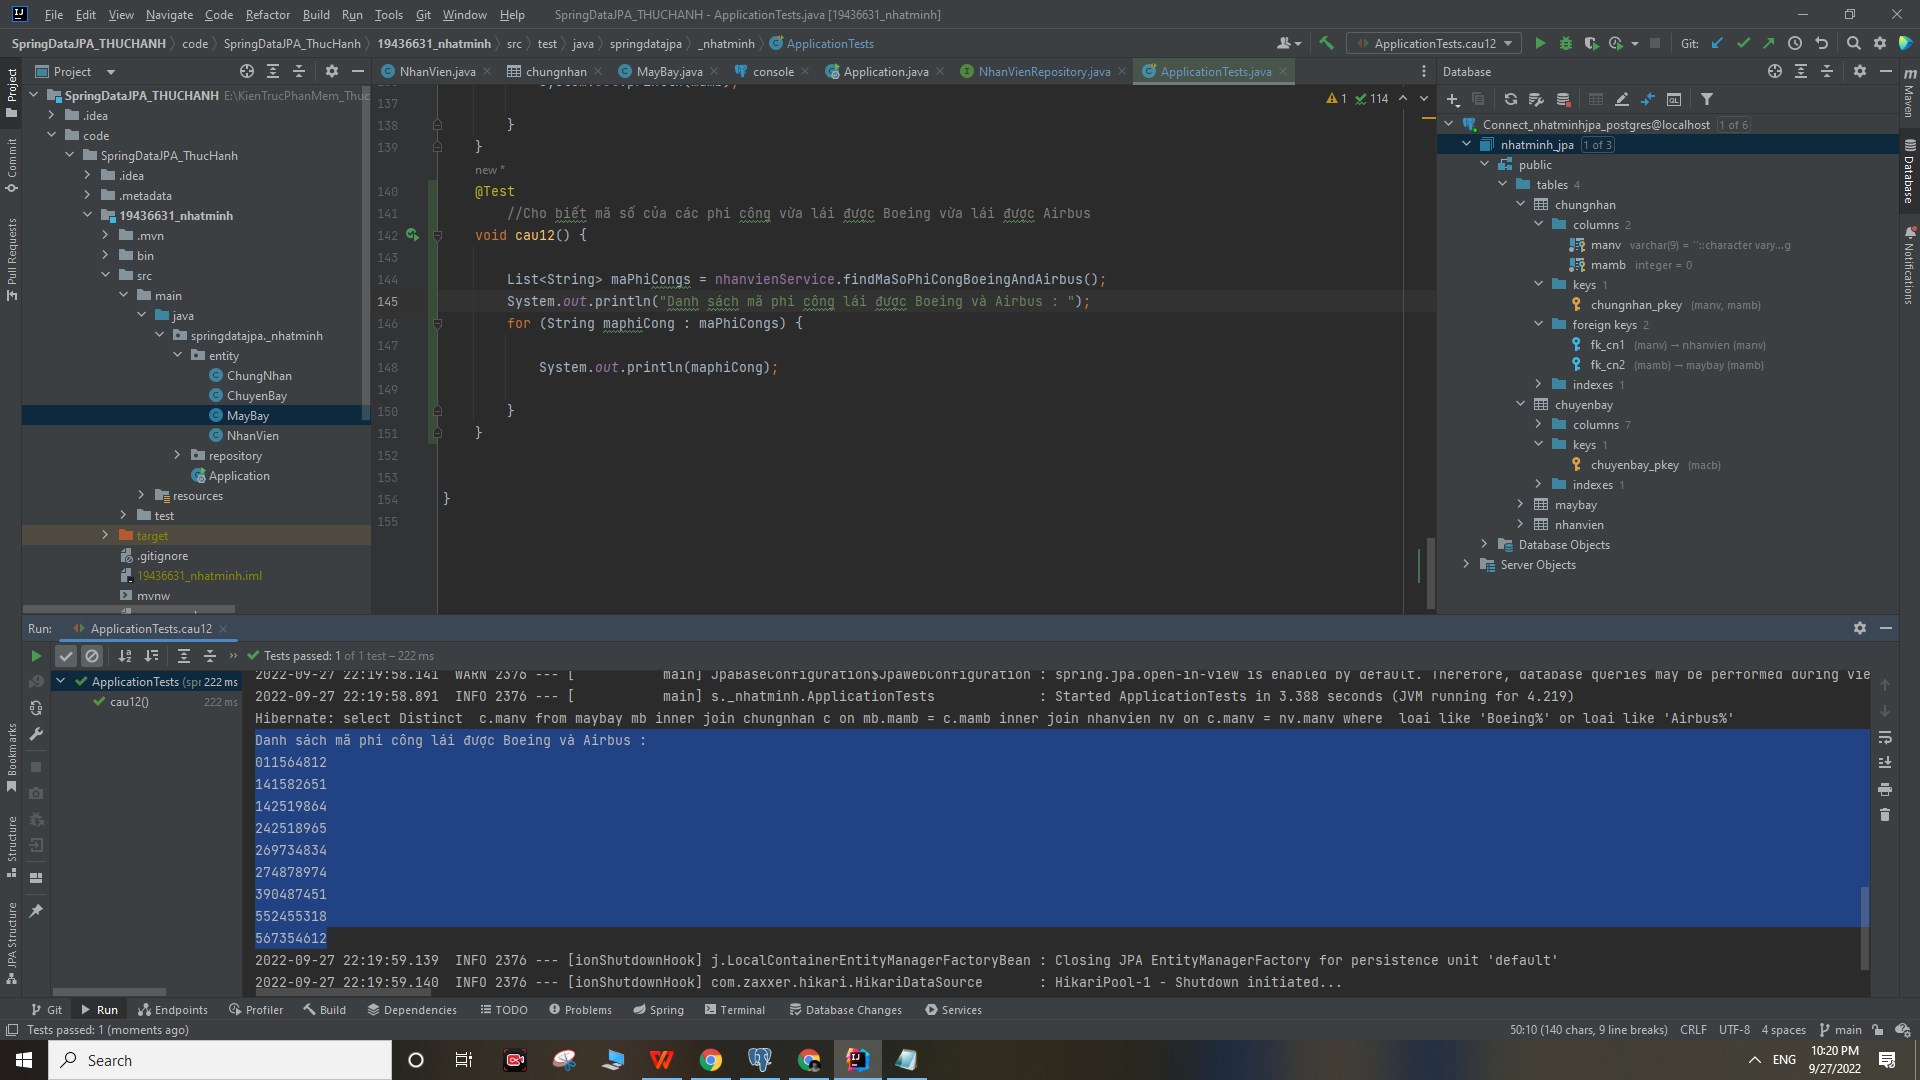 File Edit View Navigate Code Refactor Build Run Tools Git Window Help SpringDataJPA_THUCHANH - ApplicationTests.java [19436631_nhatminh]
SpringDataJPA_THUCHANH code SpringDataJPA_ThucHanh 19436631_nhatminh src test java springdatajpa _nhatminh ApplicationTests ApplicationTests.cau12 Git:
Project NhanVien.java chungnhan MayBay.java console Application.java NhanVienRepository.java ApplicationTests.java Database
SpringDataJPA_THUCHANH E:\KienTrucPhanMem_Thuc
.idea
code
SpringDataJPA_ThucHanh
.idea
.metadata
19436631_nhatminh
.mvn
bin
src
main
java
springdatajpa._nhatminh
entity
ChungNhan
ChuyenBay
MayBay
NhanVien
repository
Application
resources
test
target
.gitignore
19436631_nhatminh.iml
mvnw
1 114
137
138 }
139 }
new *
140 @Test
141 //Cho biết mã số của các phi công vừa lái được Boeing vừa lái được Airbus
142 void cau12() {
143
144 List<String> maPhiCongs = nhanvienService.findMaSoPhiCongBoeingAndAirbus();
145 System.out.println("Danh sách mã phi công lái được Boeing và Airbus : ");
146 for (String maphiCong : maPhiCongs) {
147
148 System.out.println(maphiCong);
149
150 }
151 }
152
153
154 }
155
Connect_nhatminhjpa_postgres@localhost 1 of 6
nhatminh_jpa 1 of 3
public
tables 4
chungnhan
columns 2
manv varchar(9) = ''::character vary...g
mamb integer = 0
keys 1
chungnhan_pkey (manv, mamb)
foreign keys 2
fk_cn1 (manv) → nhanvien (manv)
fk_cn2 (mamb) → maybay (mamb)
indexes 1
chuyenbay
columns 7
keys 1
chuyenbay_pkey (macb)
indexes 1
maybay
nhanvien
Database Objects
Server Objects
Project
Commit
Pull Requests
Bookmarks
Structure
JPA Structure
Maven
Database
Notifications
Run: ApplicationTests.cau12
Tests passed: 1 of 1 test – 222 ms
ApplicationTests (spr 222 ms
cau12() 222 ms
2022-09-27 22:19:58.141 WARN 2376 --- [ main] JpaBaseConfiguration$JpaWebConfiguration : spring.jpa.open-in-view is enabled by default. Therefore, database queries may be performed during vie
2022-09-27 22:19:58.891 INFO 2376 --- [ main] s._nhatminh.ApplicationTests : Started ApplicationTests in 3.388 seconds (JVM running for 4.219)
Hibernate: select Distinct c.manv from maybay mb inner join chungnhan c on mb.mamb = c.mamb inner join nhanvien nv on c.manv = nv.manv where loai like 'Boeing%' or loai like 'Airbus%'
Danh sách mã phi công lái được Boeing và Airbus :
011564812
141582651
142519864
242518965
269734834
274878974
390487451
552455318
567354612
2022-09-27 22:19:59.139 INFO 2376 --- [ionShutdownHook] j.LocalContainerEntityManagerFactoryBean : Closing JPA EntityManagerFactory for persistence unit 'default'
2022-09-27 22:19:59.140 INFO 2376 --- [ionShutdownHook] com.zaxxer.hikari.HikariDataSource : HikariPool-1 - Shutdown initiated...
Git Run Endpoints Profiler Build Dependencies TODO Problems Spring Terminal Database Changes Services
Tests passed: 1 (moments ago) 50:10 (140 chars, 9 line breaks) CRLF UTF-8 4 spaces main
Search ENG 10:20 PM
9/27/2022